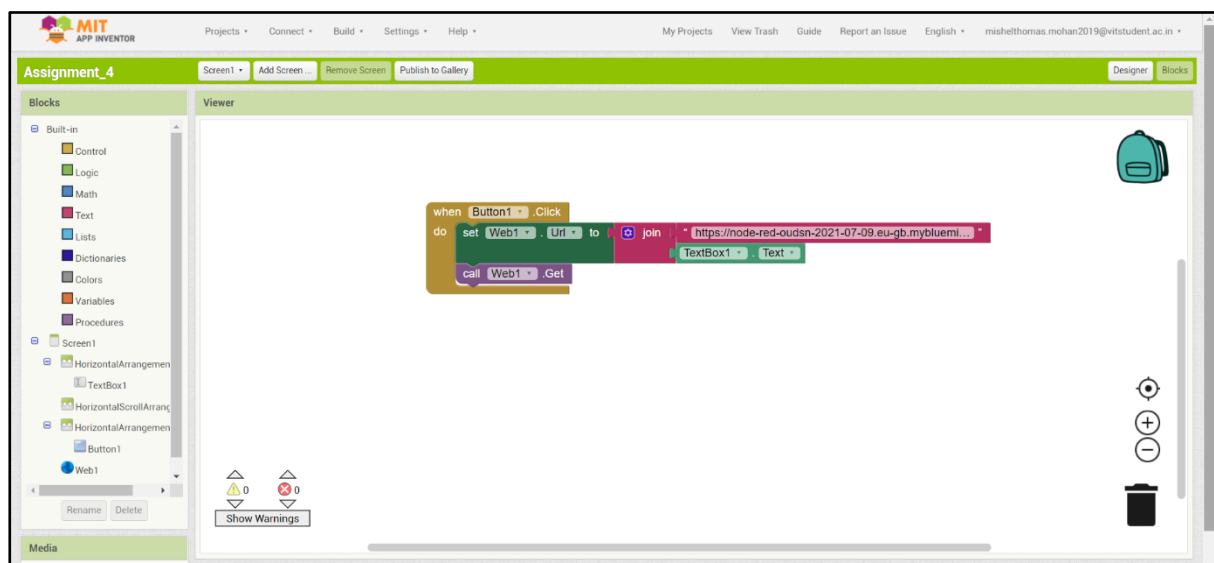 MIT
APP INVENTOR
Projects Connect Build Settings Help My Projects View Trash Guide Report an Issue English mishelthomas.mohan2019@vitstudent.ac.in
Assignment_4 Screen1 Add Screen ... Remove Screen Publish to Gallery Designer Blocks
Blocks Viewer
Built-in
Control
Logic
Math
Text
Lists
Dictionaries
Colors
Variables
Procedures
Screen1
HorizontalArrangemen
TextBox1
HorizontalScrollArrang
HorizontalArrangemen
Button1
Web1
Rename Delete
Media
when Button1 .Click
do set Web1 . Url to join " https://node-red-oudsn-2021-07-09.eu-gb.mybluemi... "
TextBox1 . Text
call Web1 .Get
0 0
Show Warnings